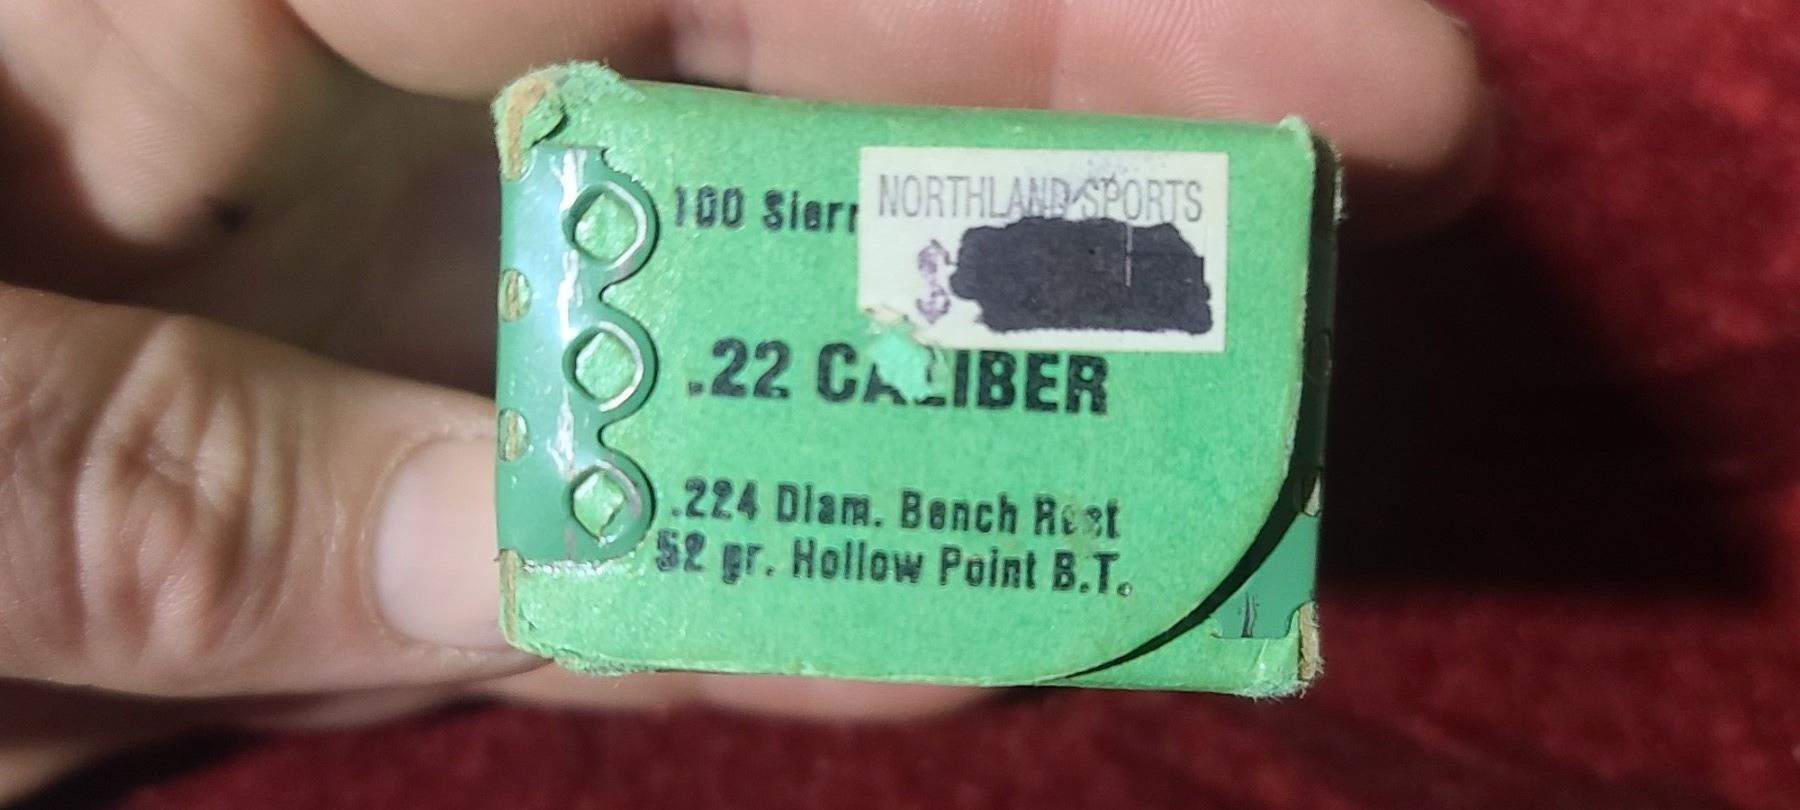 100 Sierr
NORTHLAND SPORTS
$
.22 CALIBER
.224 Diam. Bench Rest
52 gr. Hollow Point B.T.